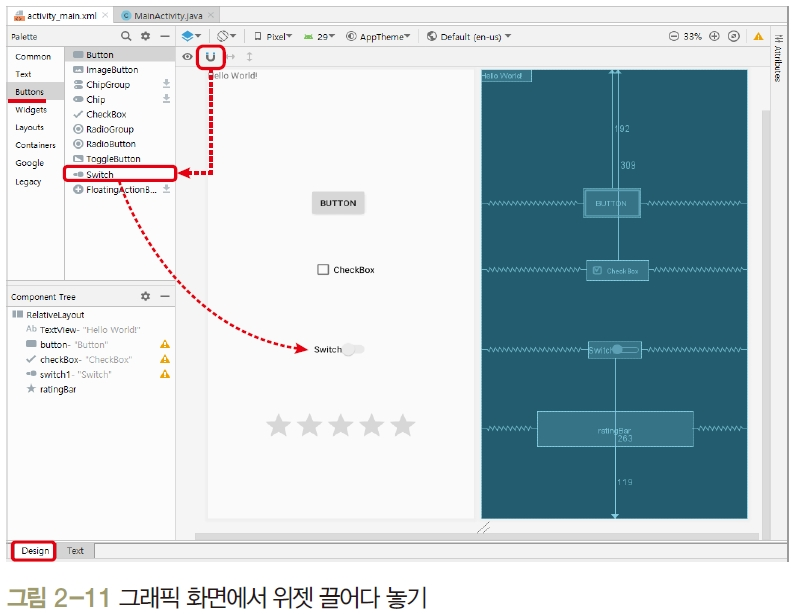 activity_main.xml
MainActivity.java
Palette
Pixel
29
AppTheme
Default (en-us)
33%
Attributes
Common
Text
Buttons
Widgets
Layouts
Containers
Google
Legacy
Button
ImageButton
ChipGroup
Chip
CheckBox
RadioGroup
RadioButton
ToggleButton
Switch
FloatingActionB...
Hello World!
BUTTON
CheckBox
Switch
Hello World!
192
309
BUTTON
CheckBox
Switch
ratingBar
263
119
Component Tree
RelativeLayout
Ab TextView- "Hello World!"
button- "Button"
checkBox- "CheckBox"
switch1- "Switch"
ratingBar
Design
Text
그림 2-11 그래픽 화면에서 위젯 끌어다 놓기